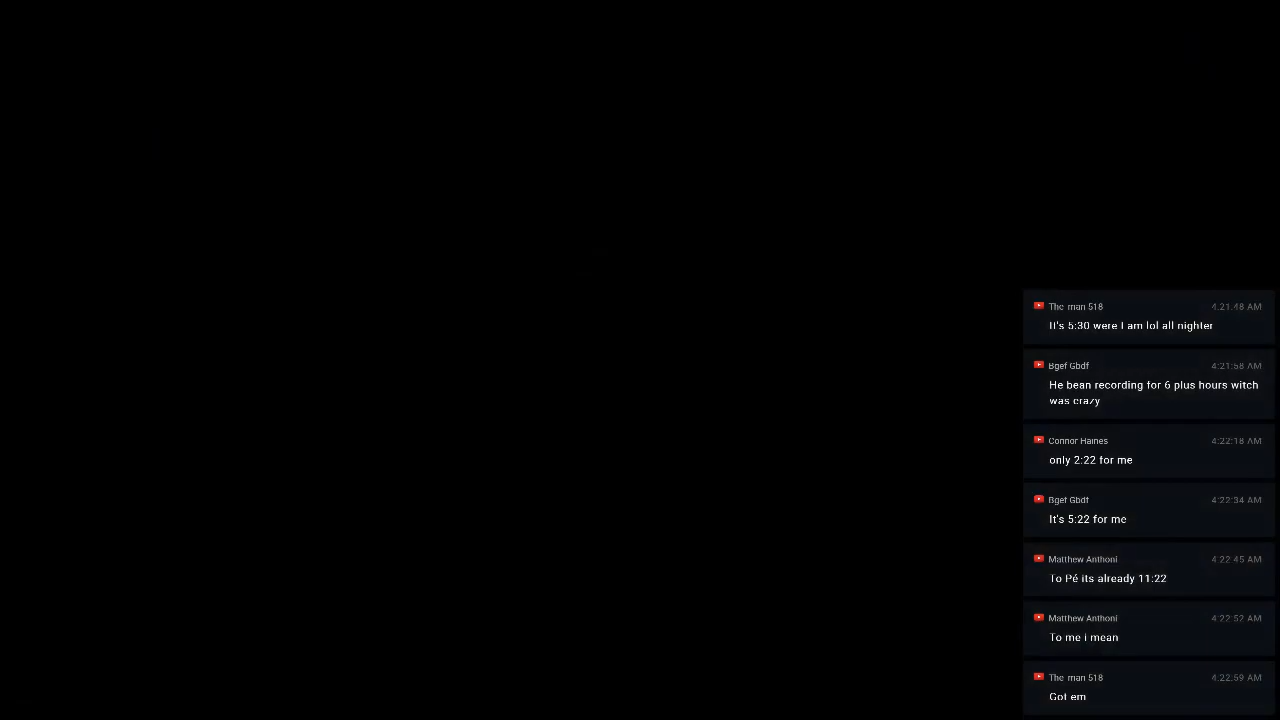 The man 518 4:21:48 AM
It's 5:30 were I am lol all nighter
Bgef Gbdf 4:21:58 AM
He bean recording for 6 plus hours witch
was crazy
Connor Haines 4:22:18 AM
only 2:22 for me
Bgef Gbdf 4:22:34 AM
It's 5:22 for me
Matthew Anthoni 4:22:45 AM
To Pé its already 11:22
Matthew Anthoni 4:22:52 AM
To me i mean
The man 518 4:22:59 AM
Got em